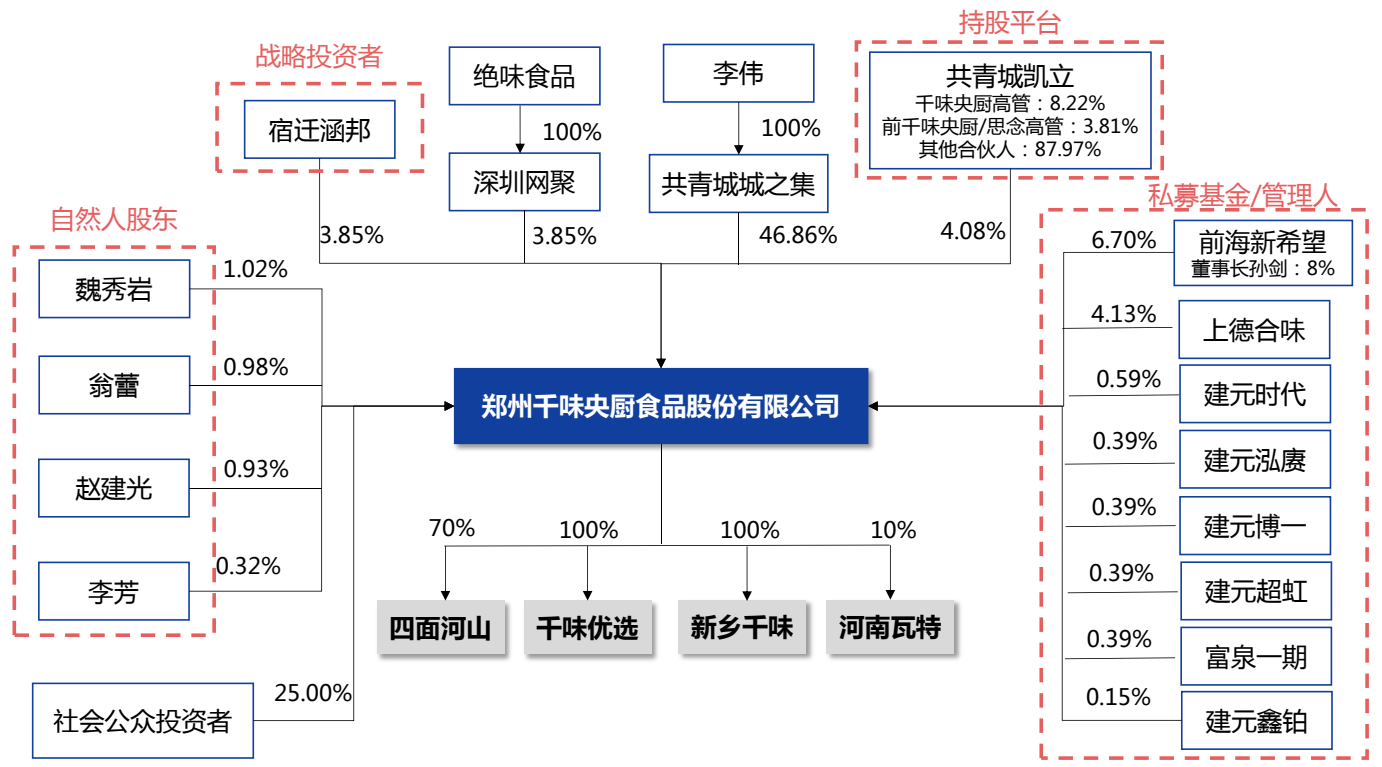 持股平台
战略投资者
绝味食品
李伟
共青城凯立
千味央厨高管：8.22%
前千味央厨/思念高管：3.81%
其他合伙人：87.97%
宿迁涵邦
100%
100%
深圳网聚
共青城城之集
私募基金/管理人
自然人股东
3.85%
3.85%
46.86%
4.08%
6.70%
前海新希望
董事长孙剑：8%
魏秀岩
1.02%
4.13%
上德合味
翁蕾
0.98%
0.59%
建元时代
郑州千味央厨食品股份有限公司
赵建光
0.93%
0.39%
建元泓赓
70%
100%
100%
10%
0.39%
建元博一
李芳
0.32%
0.39%
建元超虹
四面河山
千味优选
新乡千味
河南瓦特
0.39%
富泉一期
社会公众投资者
25.00%
0.15%
建元鑫铂